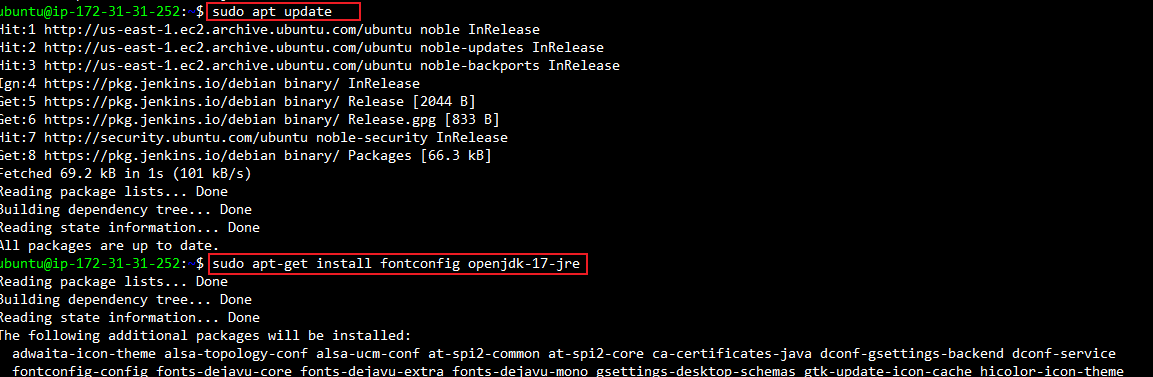 ubuntu@ip-172-31-31-252:~$ sudo apt update
Hit:1 http://us-east-1.ec2.archive.ubuntu.com/ubuntu noble InRelease
Hit:2 http://us-east-1.ec2.archive.ubuntu.com/ubuntu noble-updates InRelease
Hit:3 http://us-east-1.ec2.archive.ubuntu.com/ubuntu noble-backports InRelease
Ign:4 https://pkg.jenkins.io/debian binary/ InRelease
Get:5 https://pkg.jenkins.io/debian binary/ Release [2044 B]
Get:6 https://pkg.jenkins.io/debian binary/ Release.gpg [833 B]
Hit:7 http://security.ubuntu.com/ubuntu noble-security InRelease
Get:8 https://pkg.jenkins.io/debian binary/ Packages [66.3 kB]
Fetched 69.2 kB in 1s (101 kB/s)
Reading package lists... Done
Building dependency tree... Done
Reading state information... Done
All packages are up to date.
ubuntu@ip-172-31-31-252:~$ sudo apt-get install fontconfig openjdk-17-jre
Reading package lists... Done
Building dependency tree... Done
Reading state information... Done
The following additional packages will be installed:
adwaita-icon-theme alsa-topology-conf alsa-ucm-conf at-spi2-common at-spi2-core ca-certificates-java dconf-gsettings-backend dconf-service
fontconfig-config fonts-dejavu-core fonts-dejavu-extra fonts-dejavu-mono gsettings-desktop-schemas gtk-update-icon-cache hicolor-icon-theme